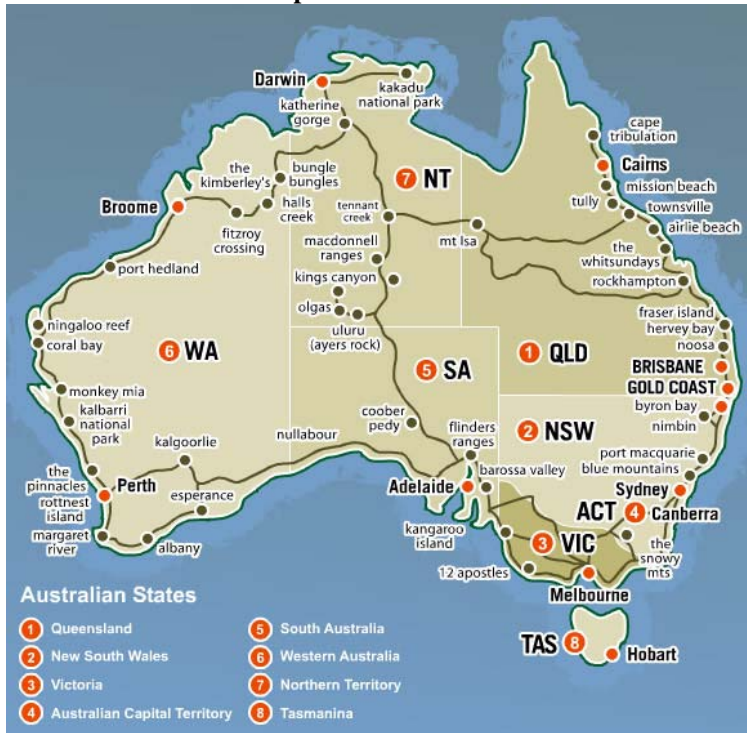 Darwin
kakadu
national park
katherine
gorge
cape
tribulation
the
kimberley's
bungle
bungles
7 NT
Cairns
mission beach
Broome
halls
creek
tennant
creek
tully
townsville
airlie beach
fitzroy
crossing
macdonnell
ranges
mt lsa
the
whitsundays
port hedland
kings canyon
rockhampton
olgas
uluru
(ayers rock)
fraser island
hervey bay
noosa
ningaloo reef
coral bay
6 WA
1 QLD
BRISBANE
5 SA
GOLD COAST
monkey mia
kalbarri
national
park
coober
pedy
byron bay
nimbin
2 NSW
kalgoorlie
nullabour
flinders
ranges
port macquarie
blue mountains
the
pinnacles
rottnest
island
Perth
barossa valley
Adelaide
Sydney
esperance
ACT 4 Canberra
margaret
river
albany
kangaroo
island
3 VIC
the
snowy
mts
12 apostles
Melbourne
TAS 8
Hobart
Australian States
1 Queensland
2 New South Wales
3 Victoria
4 Australian Capital Territory
5 South Australia
6 Western Australia
7 Northern Territory
8 Tasmanina